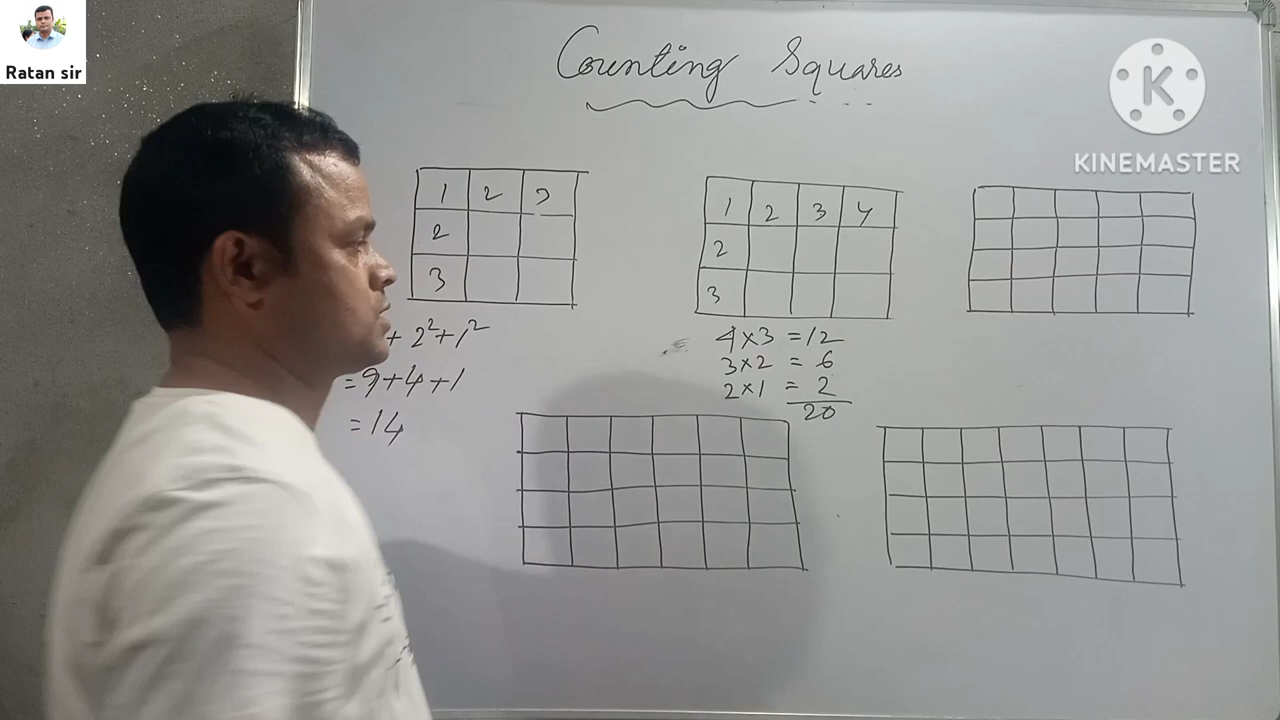 Ratan sir
Counting Squares
KINEMASTER
1 2 3
2
3
+ 2²+1²
=9+4+1
=14
1 2 3 4
2
3
4×3 =12
3×2 = 6
2×1 = 2
20